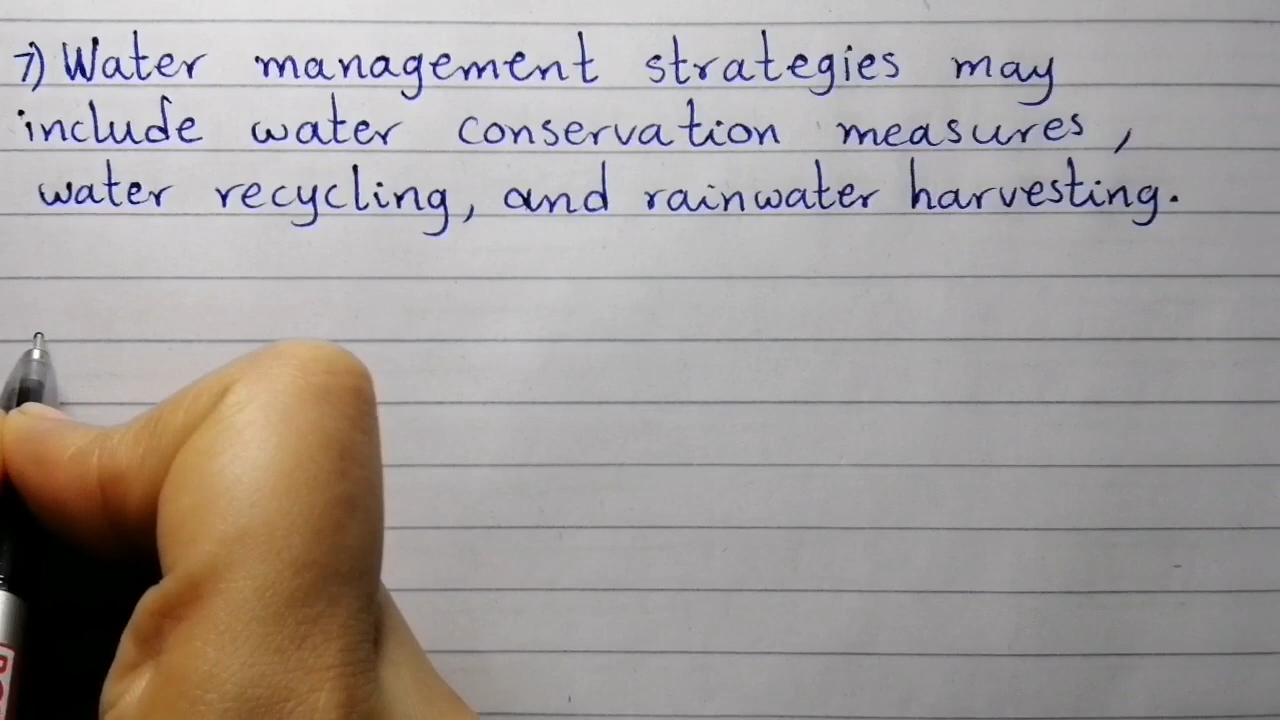 7) Water management strategies may
include water conservation measures,
water recycling, and rainwater harvesting.